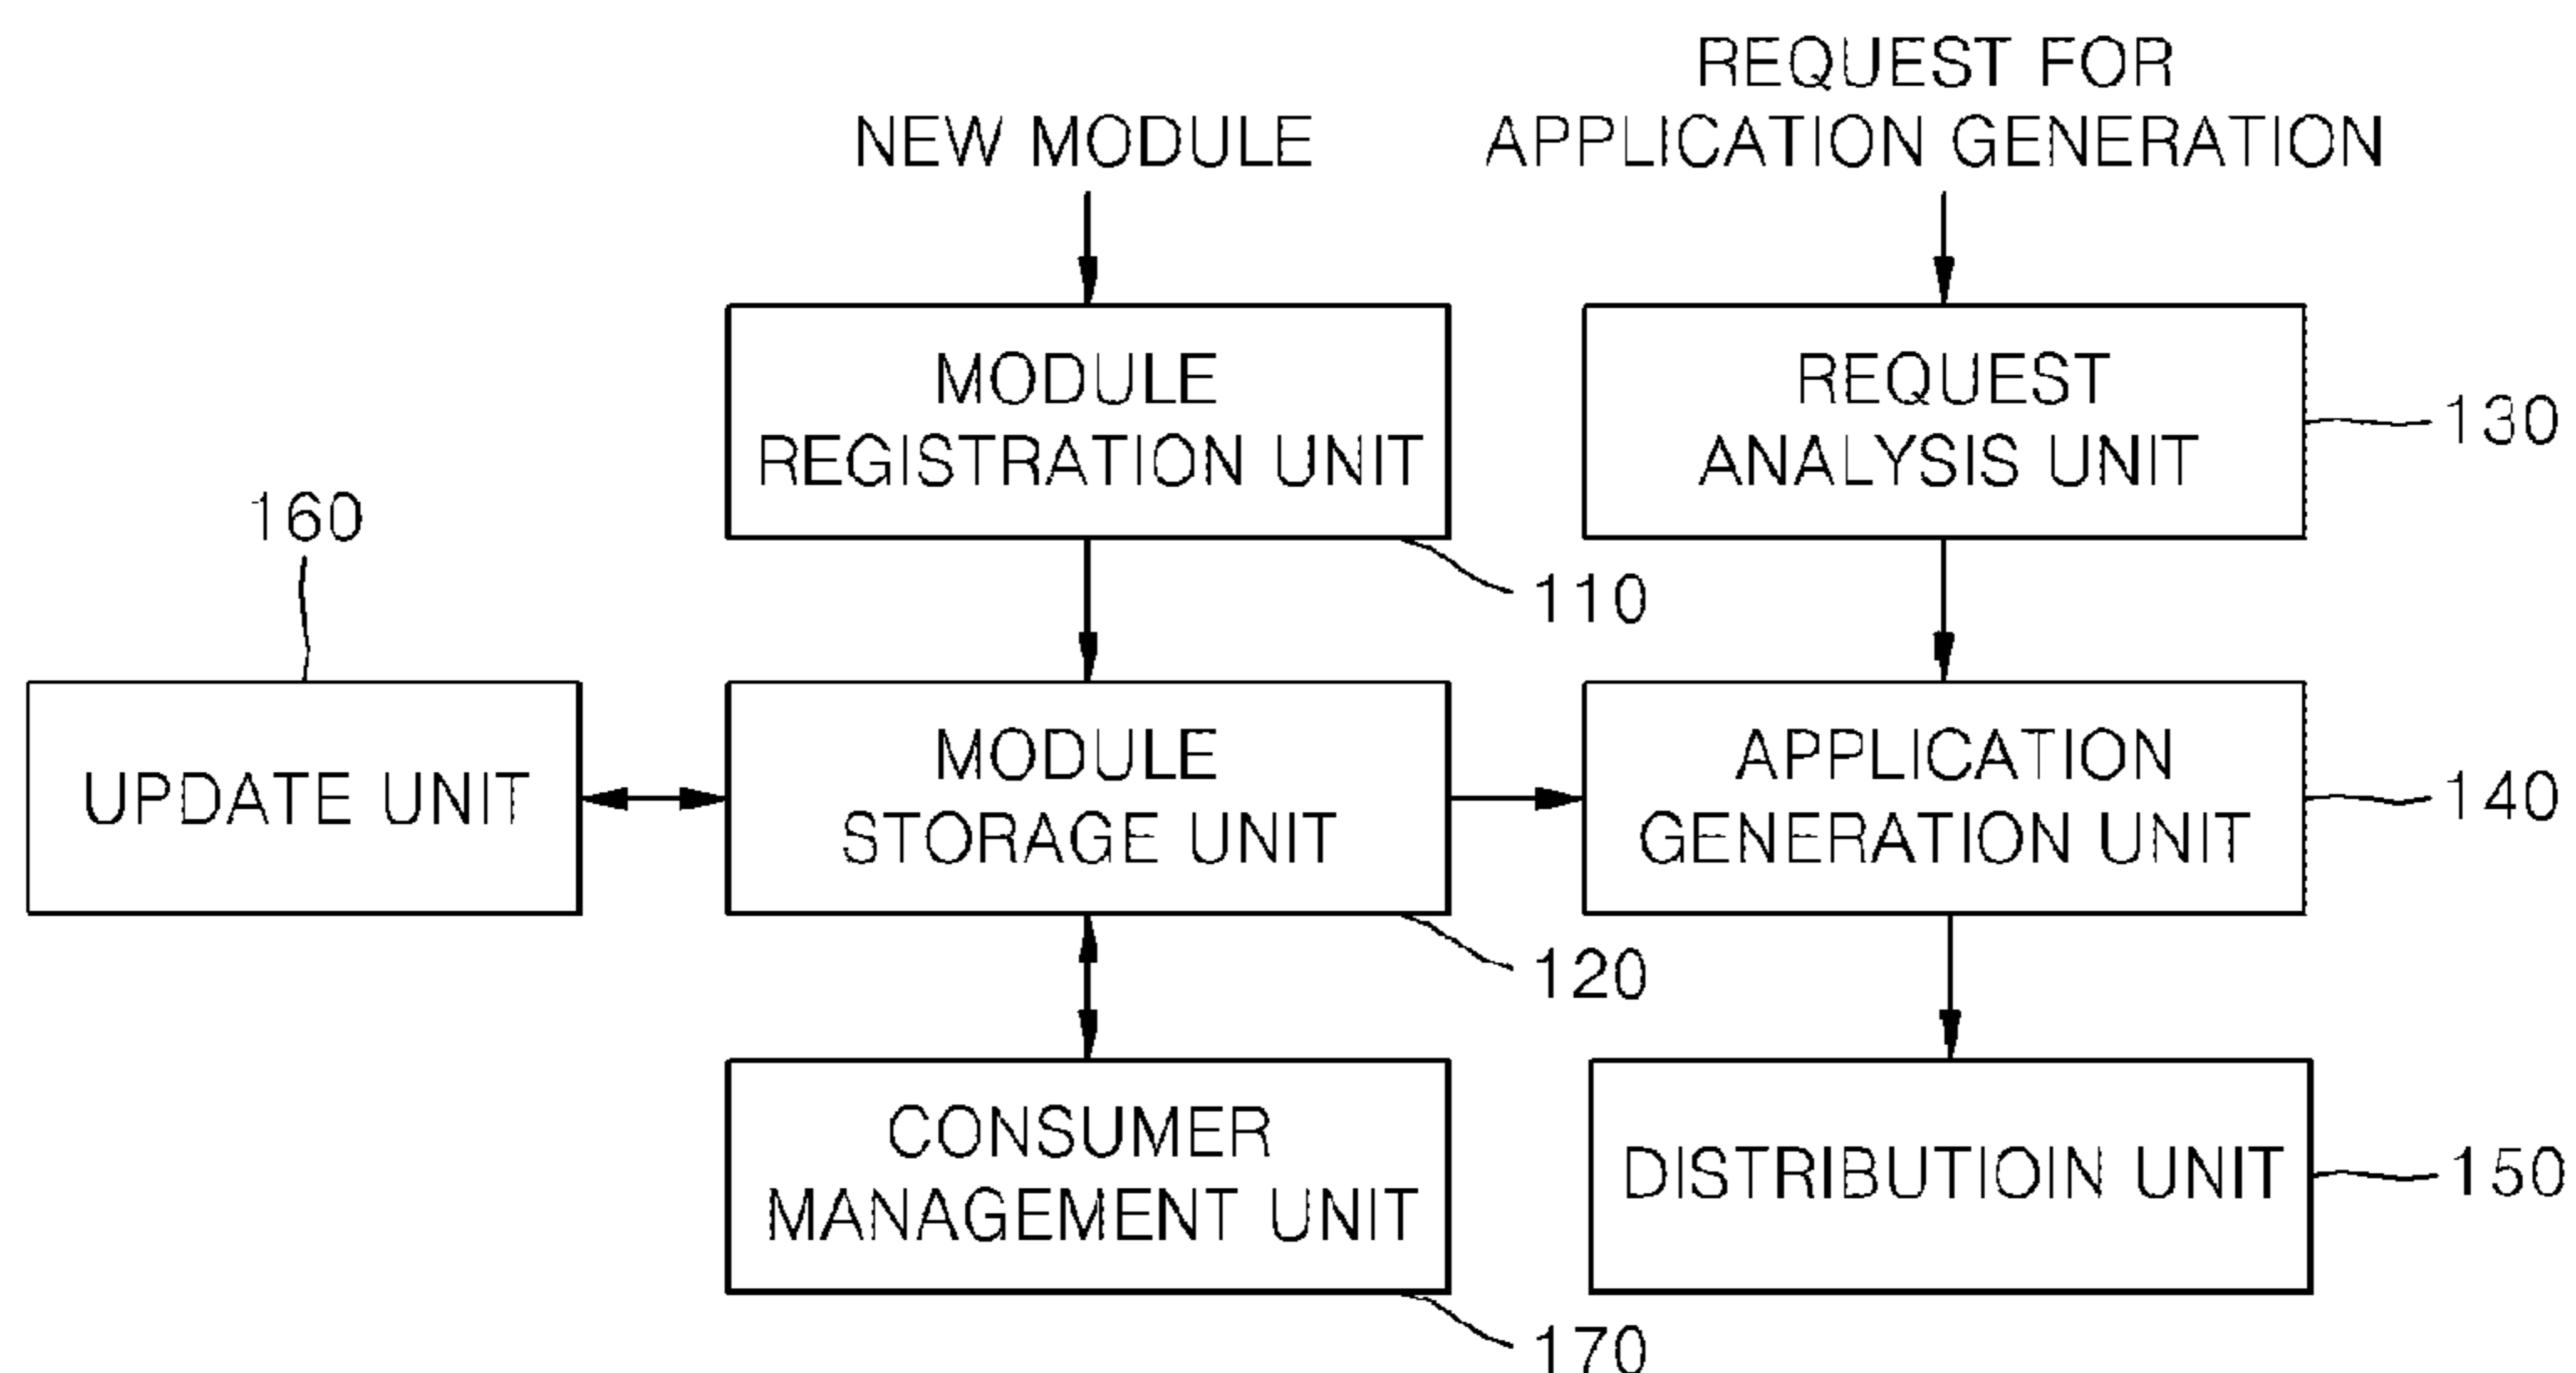 REQUEST FOR
APPLICATION GENERATION
NEW MODULE
MODULE
REGISTRATION UNIT
110
REQUEST
ANALYSIS UNIT
130
160
UPDATE UNIT
MODULE
STORAGE UNIT
120
APPLICATION
GENERATION UNIT
140
CONSUMER
MANAGEMENT UNIT
170
DISTRIBUTIOIN UNIT
150